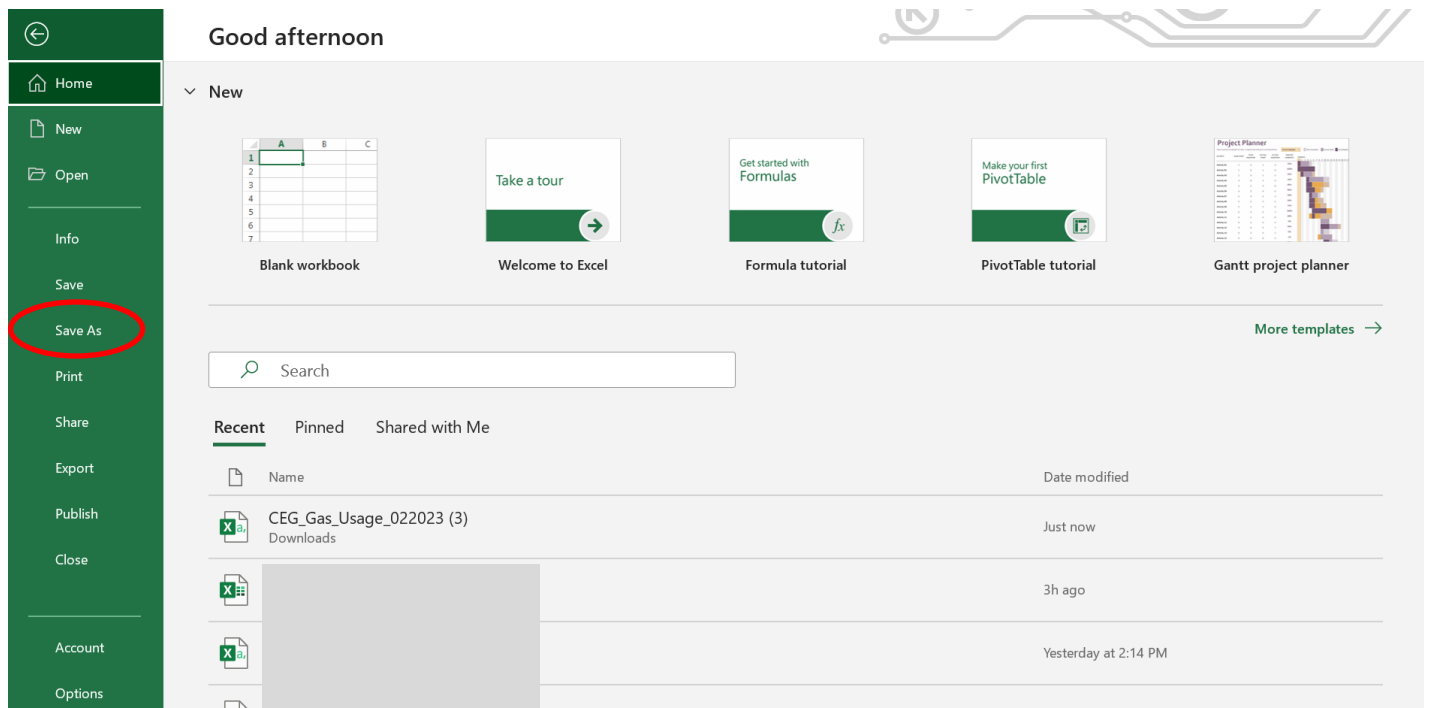 Good afternoon
Home
New
Open
Info
Save
Save As
Print
Share
Export
Publish
Close
Account
Options
New
A B C
1
2
3
4
5
6
7
Blank workbook
Take a tour
Welcome to Excel
Get started with
Formulas
fx
Formula tutorial
Make your first
PivotTable
PivotTable tutorial
Project Planner
Gantt project planner
More templates
Search
Recent Pinned Shared with Me
Name Date modified
CEG_Gas_Usage_022023 (3)
Downloads
Just now
X
3h ago
X a,
Yesterday at 2:14 PM